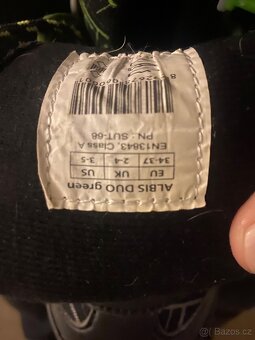 ALBIS DUO green
EU UK US
34-37 2-4 3-5
EN13843, Class A
PN: SUT-68
Bazos.cz